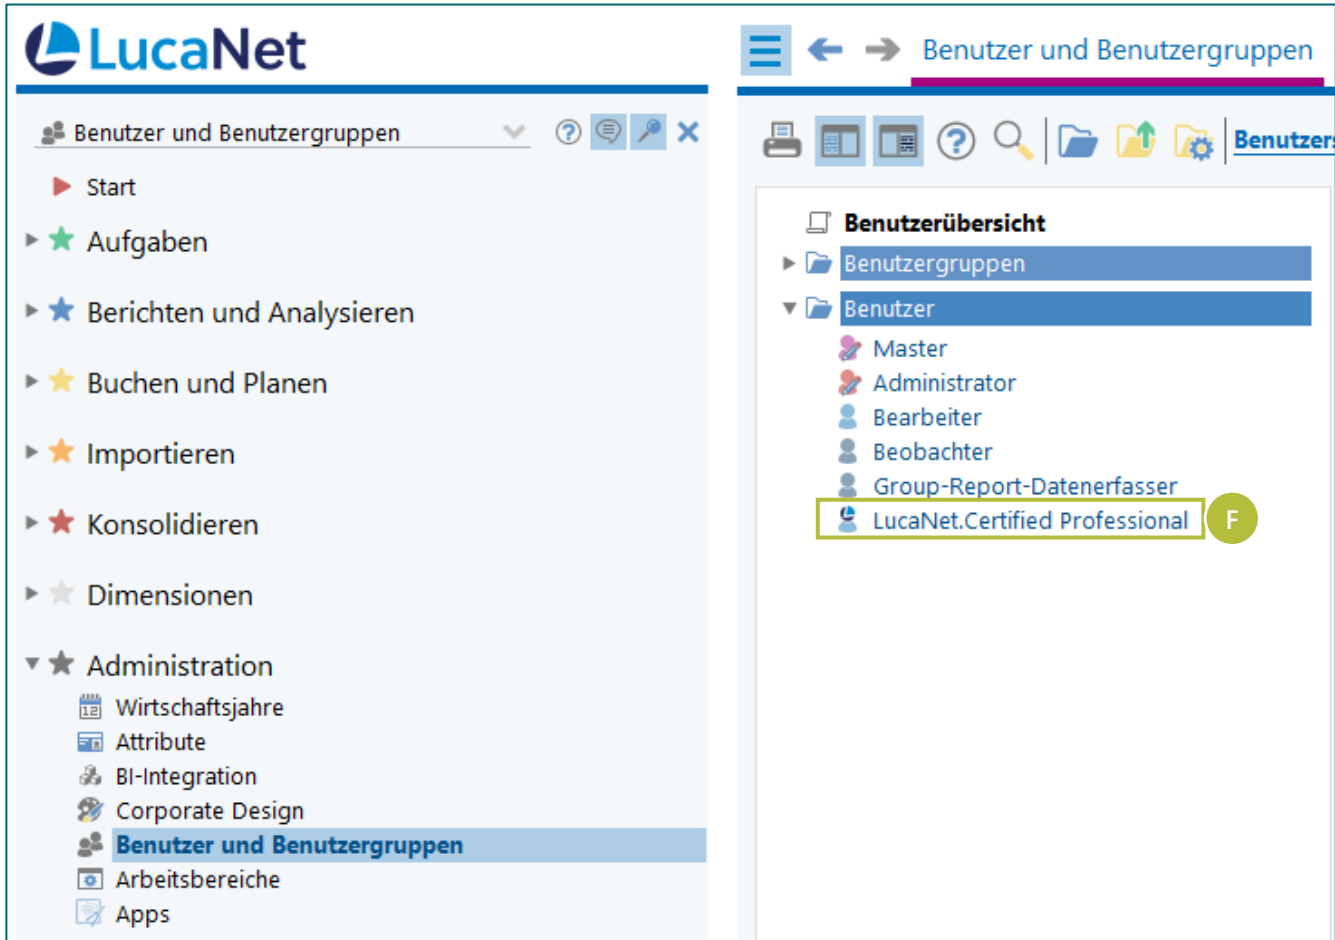 LucaNet
Benutzer und Benutzergruppen
Start
Aufgaben
Berichten und Analysieren
Buchen und Planen
Importieren
Konsolidieren
Dimensionen
Administration
12
Wirtschaftsjahre
Attribute
BI-Integration
Corporate Design
Benutzer und Benutzergruppen
Arbeitsbereiche
Apps
Benutzer und Benutzergruppen
Benutzers
Benutzerübersicht
Benutzergruppen
Benutzer
Master
Administrator
Bearbeiter
Beobachter
Group-Report-Datenerfasser
LucaNet.Certified Professional
F